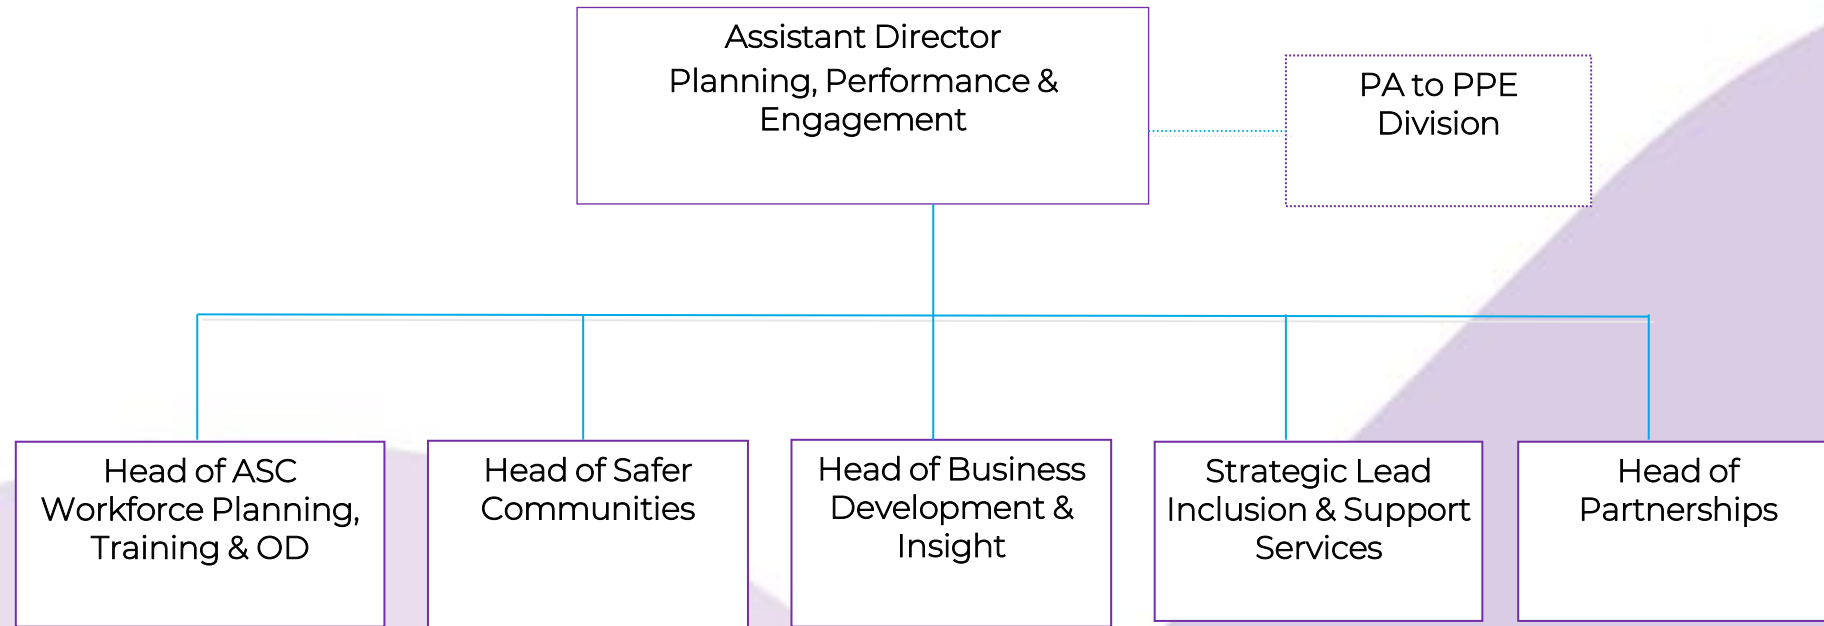 Assistant Director
Planning, Performance &
Engagement
PA to PPE
Division
Head of ASC
Workforce Planning,
Training & OD
Head of Safer
Communities
Head of Business
Development &
Insight
Strategic Lead
Inclusion & Support
Services
Head of
Partnerships